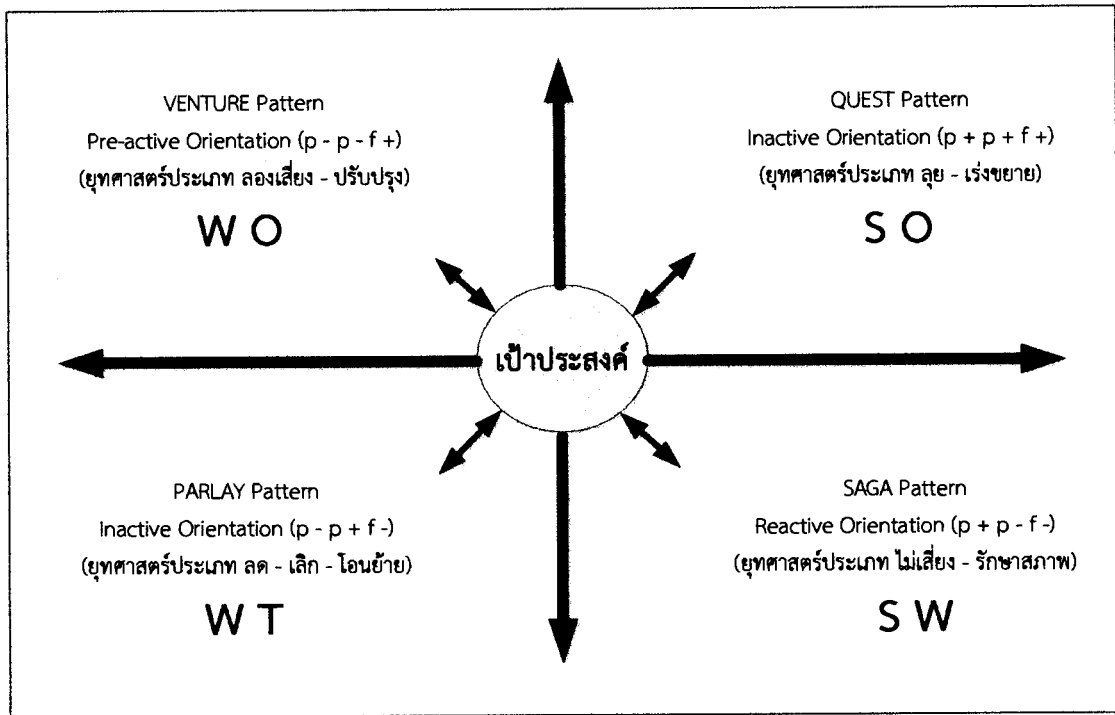 VENTURE Pattern
Pre-active Orientation (p - p - f +)
(ยุทศาสตร์ประเภท ลองเสี่ยง - ปรับปรุง)
W O
QUEST Pattern
Inactive Orientation (p + p + f +)
(ยุทศาสตร์ประเภท ลุย - เร่งขยาย)
S O
เป้าประสงค์
PARLAY Pattern
Inactive Orientation (p - p + f -)
(ยุทศาสตร์ประเภท ลด - เลิก - โอนย้าย)
W T
SAGA Pattern
Reactive Orientation (p + p - f -)
(ยุทศาสตร์ประเภท ไม่เสี่ยง - รักษาสภาพ)
S W